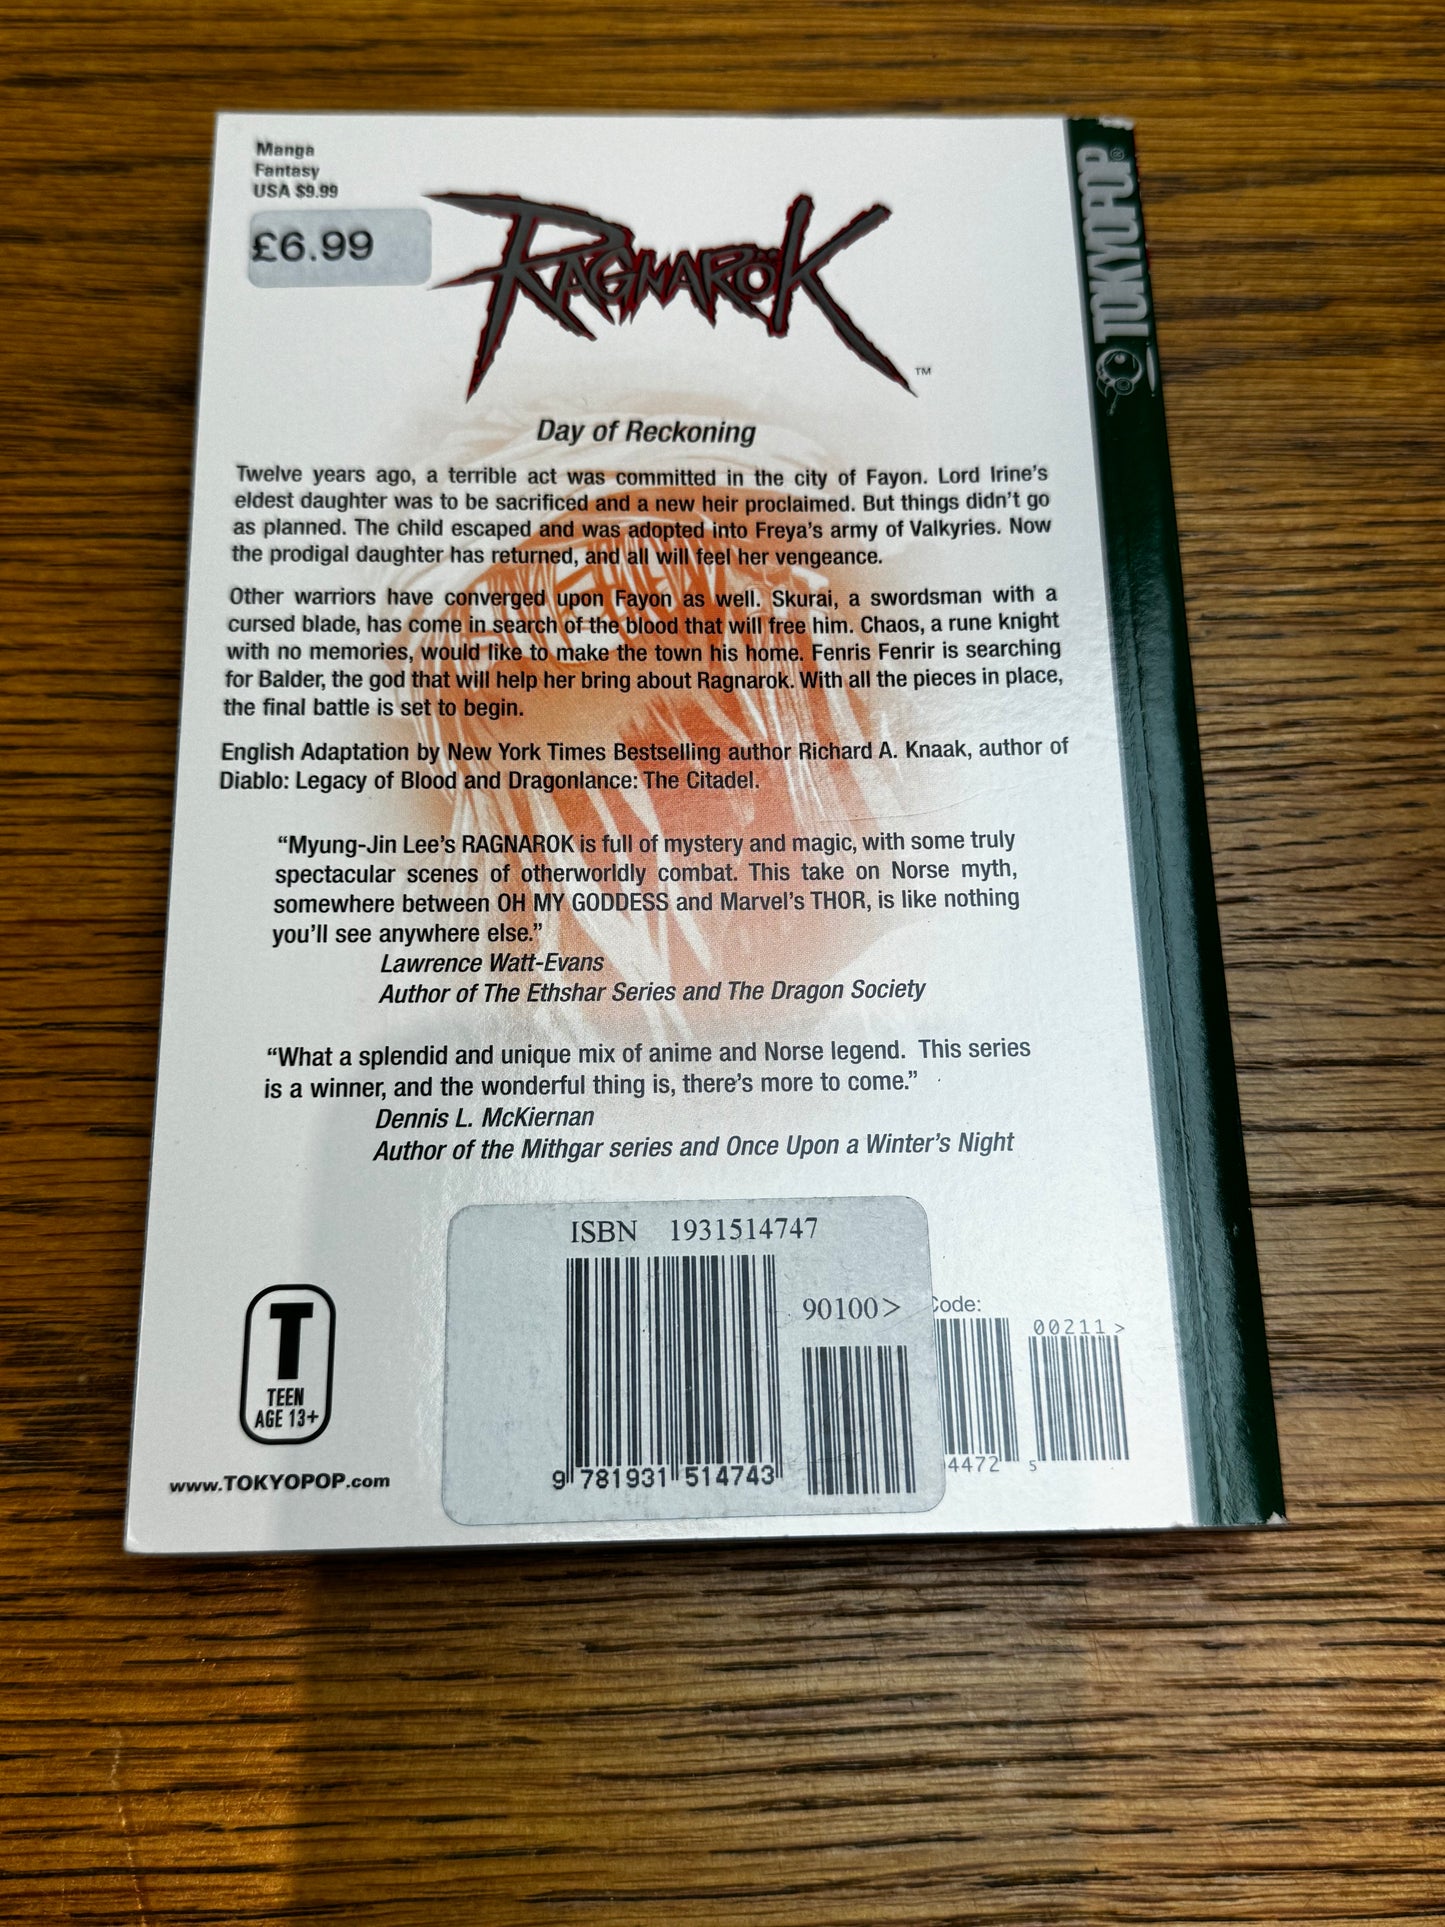 Manga
Fantasy
USA $9.99
£6.99
RAGNARÖK
TM
TOKYOPOP®
Day of Reckoning
Twelve years ago, a terrible act was committed in the city of Fayon. Lord Irine's
eldest daughter was to be sacrificed and a new heir proclaimed. But things didn't go
as planned. The child escaped and was adopted into Freya's army of Valkyries. Now
the prodigal daughter has returned, and all will feel her vengeance.
Other warriors have converged upon Fayon as well. Skurai, a swordsman with a
cursed blade, has come in search of the blood that will free him. Chaos, a rune knight
with no memories, would like to make the town his home. Fenris Fenrir is searching
for Balder, the god that will help her bring about Ragnarok. With all the pieces in place,
the final battle is set to begin.
English Adaptation by New York Times Bestselling author Richard A. Knaak, author of
Diablo: Legacy of Blood and Dragonlance: The Citadel.
“Myung-Jin Lee's RAGNAROK is full of mystery and magic, with some truly
spectacular scenes of otherworldly combat. This take on Norse myth,
somewhere between OH MY GODDESS and Marvel's THOR, is like nothing
you'll see anywhere else.”
Lawrence Watt-Evans
Author of The Ethshar Series and The Dragon Society
“What a splendid and unique mix of anime and Norse legend. This series
is a winner, and the wonderful thing is, there's more to come.”
Dennis L. McKiernan
Author of the Mithgar series and Once Upon a Winter's Night
ISBN 1931514747
90100>
Code:
00211>
T
TEEN
AGE 13+
9 781931 514743
4472 5
www.TOKYOPOP.com